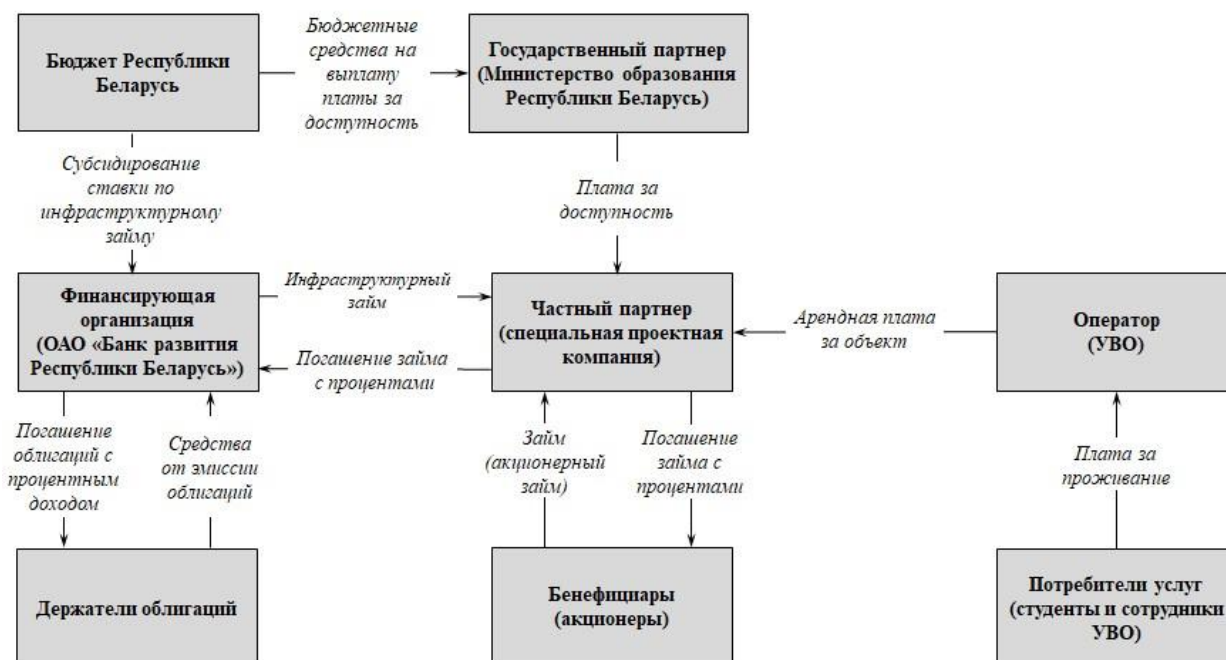 Бюджет Республики
Беларусь
Бюджетные
средства на
выплату
платы за
доступность
Государственный партнер
(Министерство образования
Республики Беларусь)
Субсидирование
ставки по
инфраструктурному
займу
Плата за
доступность
Финансирующая
организация
(ОАО «Банк развития
Республики Беларусь»)
Инфраструктурный
займ
Погашение займа
с процентами
Частный партнер
(специальная проектная
компания)
Арендная плата
за объект
Оператор
(УВО)
Погашение
облигаций с
процентным
доходом
Средства
от эмиссии
облигаций
Займ
(акционерный
займ)
Погашение
займа с
процентами
Плата за
проживание
Держатели облигаций
Бенефициары
(акционеры)
Потребители услуг
(студенты и сотрудники
УВО)